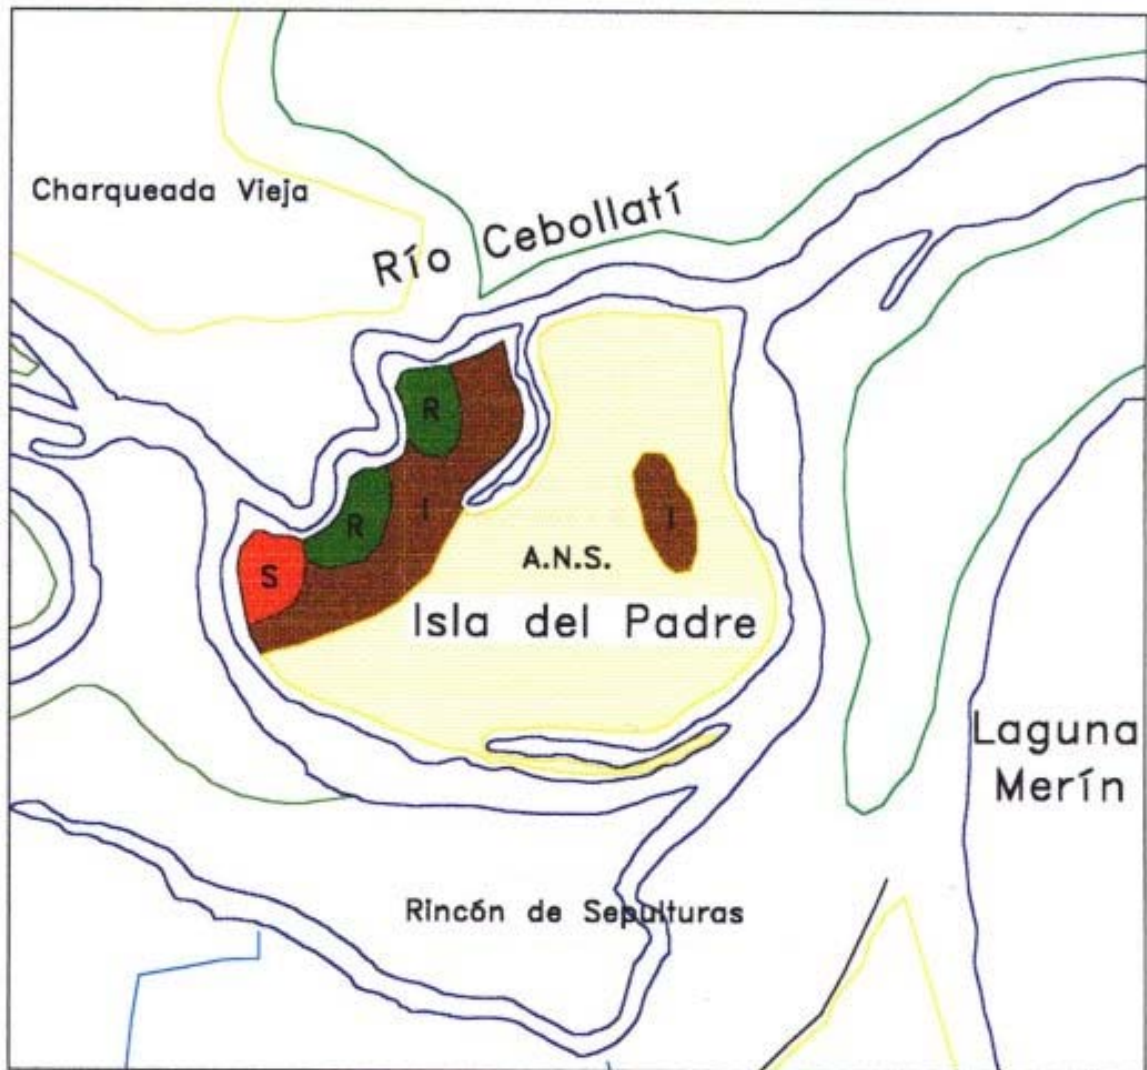 Charqueada Vieja
Río Cebollatí
R
R
I
I
S
A.N.S.
Isla del Padre
Laguna
Merín
Rincón de Sepulturas